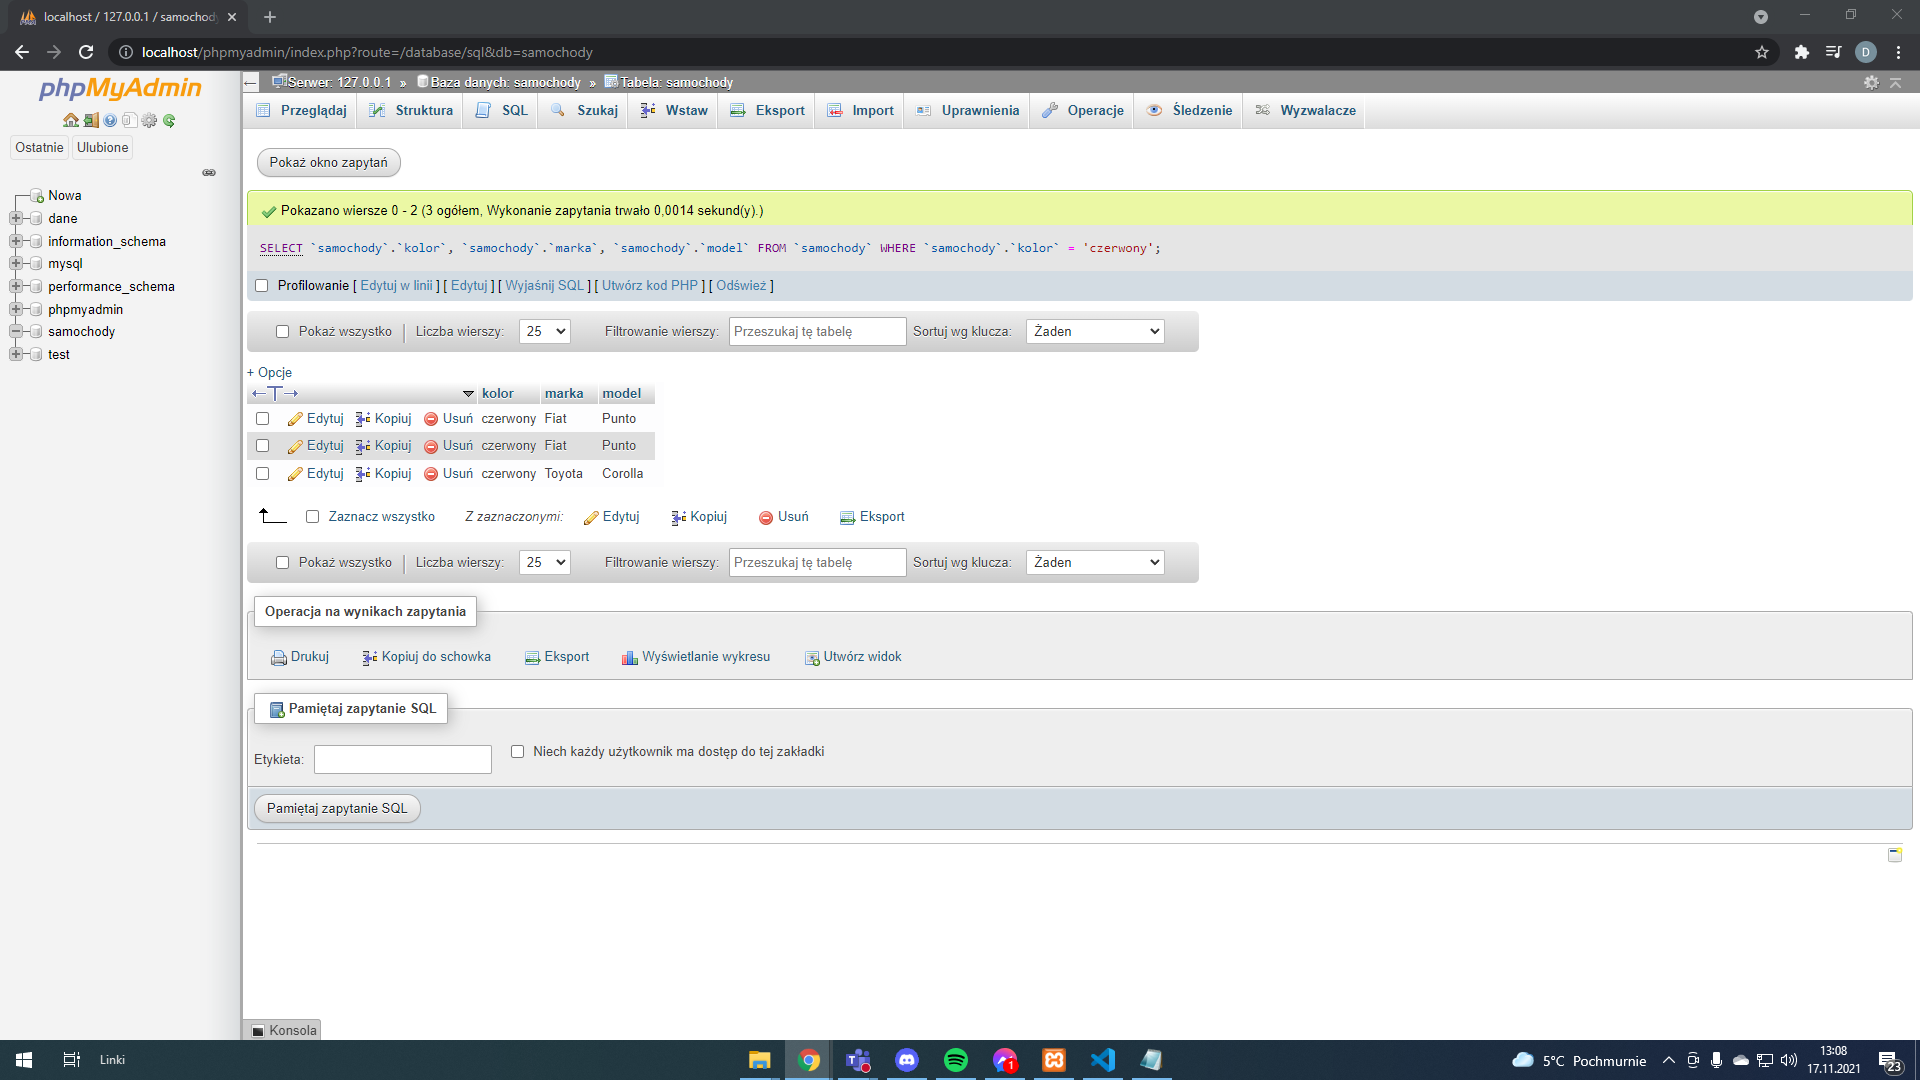 localhost / 127.0.0.1 / samochody
localhost/phpmyadmin/index.php?route=/database/sql&db=samochody
D
phpMyAdmin
Ostatnie Ulubione
Nowa
dane
information_schema
mysql
performance_schema
phpmyadmin
samochody
test
Serwer: 127.0.0.1 » Baza danych: samochody » Tabela: samochody
Przeglądaj Struktura SQL Szukaj Wstaw Eksport Import Uprawnienia Operacje Śledzenie Wyzwalacze
Pokaż okno zapytań
Pokazano wiersze 0 - 2 (3 ogółem, Wykonanie zapytania trwało 0,0014 sekund(y).)
SELECT `samochody`.`kolor`, `samochody`.`marka`, `samochody`.`model` FROM `samochody` WHERE `samochody`.`kolor` = 'czerwony';
Profilowanie [ Edytuj w linii ] [ Edytuj ] [ Wyjaśnij SQL ] [ Utwórz kod PHP ] [ Odśwież ]
Pokaż wszystko | Liczba wierszy: 25 Filtrowanie wierszy: Przeszukaj tę tabelę Sortuj wg klucza: Żaden
+ Opcje
←T→ kolor marka model
Edytuj Kopiuj Usuń czerwony Fiat Punto
Edytuj Kopiuj Usuń czerwony Fiat Punto
Edytuj Kopiuj Usuń czerwony Toyota Corolla
Zaznacz wszystko Z zaznaczonymi: Edytuj Kopiuj Usuń Eksport
Pokaż wszystko | Liczba wierszy: 25 Filtrowanie wierszy: Przeszukaj tę tabelę Sortuj wg klucza: Żaden
Operacja na wynikach zapytania
Drukuj Kopiuj do schowka Eksport Wyświetlanie wykresu Utwórz widok
Pamiętaj zapytanie SQL
Etykieta: Niech każdy użytkownik ma dostęp do tej zakładki
Pamiętaj zapytanie SQL
Konsola
Linki
1
5°C Pochmurnie
13:08
17.11.2021
23